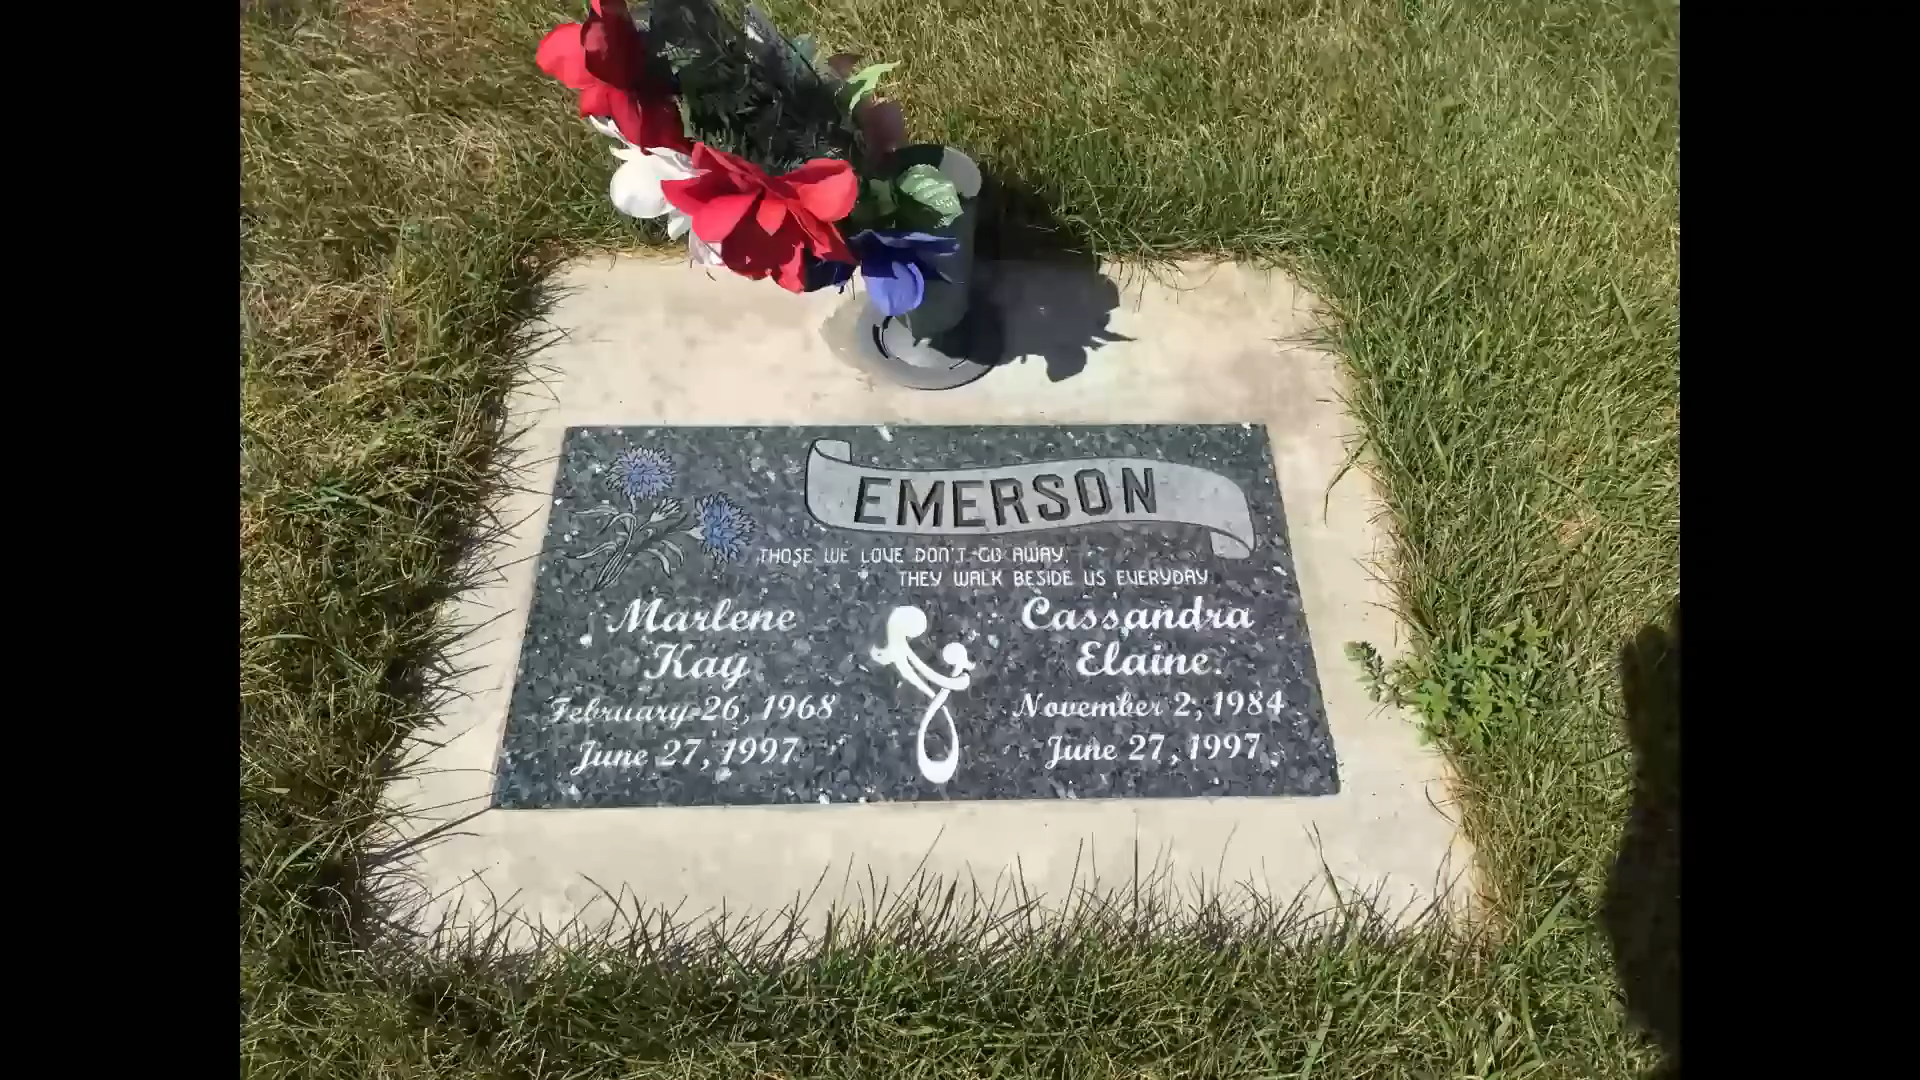 EMERSON
THOSE WE LOVE DON'T GO AWAY,
THEY WALK BESIDE US EVERYDAY
Marlene
Kay
February 26, 1968
June 27, 1997
Cassandra
Elaine
November 2, 1984
June 27, 1997